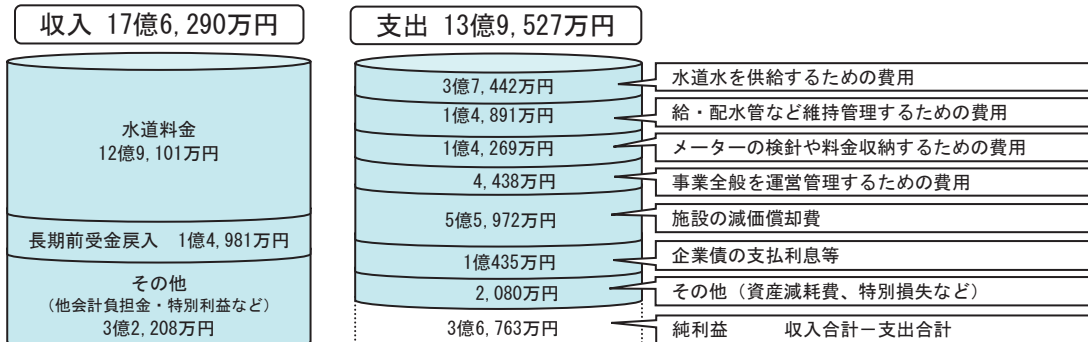 収入 17億6,290万円
支出 13億9,527万円
水道料金
12億9,101万円
長期前受金戻入 1億4,981万円
その他
(他会計負担金・特別利益など)
3億2,208万円
3億7,442万円
水道水を供給するための費用
1億4,891万円
給・配水管など維持管理するための費用
1億4,269万円
メーターの検針や料金収納するための費用
4,438万円
事業全般を運営管理するための費用
5億5,972万円
施設の減価償却費
1億435万円
企業債の支払利息等
2,080万円
その他(資産減耗費、特別損失など)
3億6,763万円
純利益 収入合計－支出合計